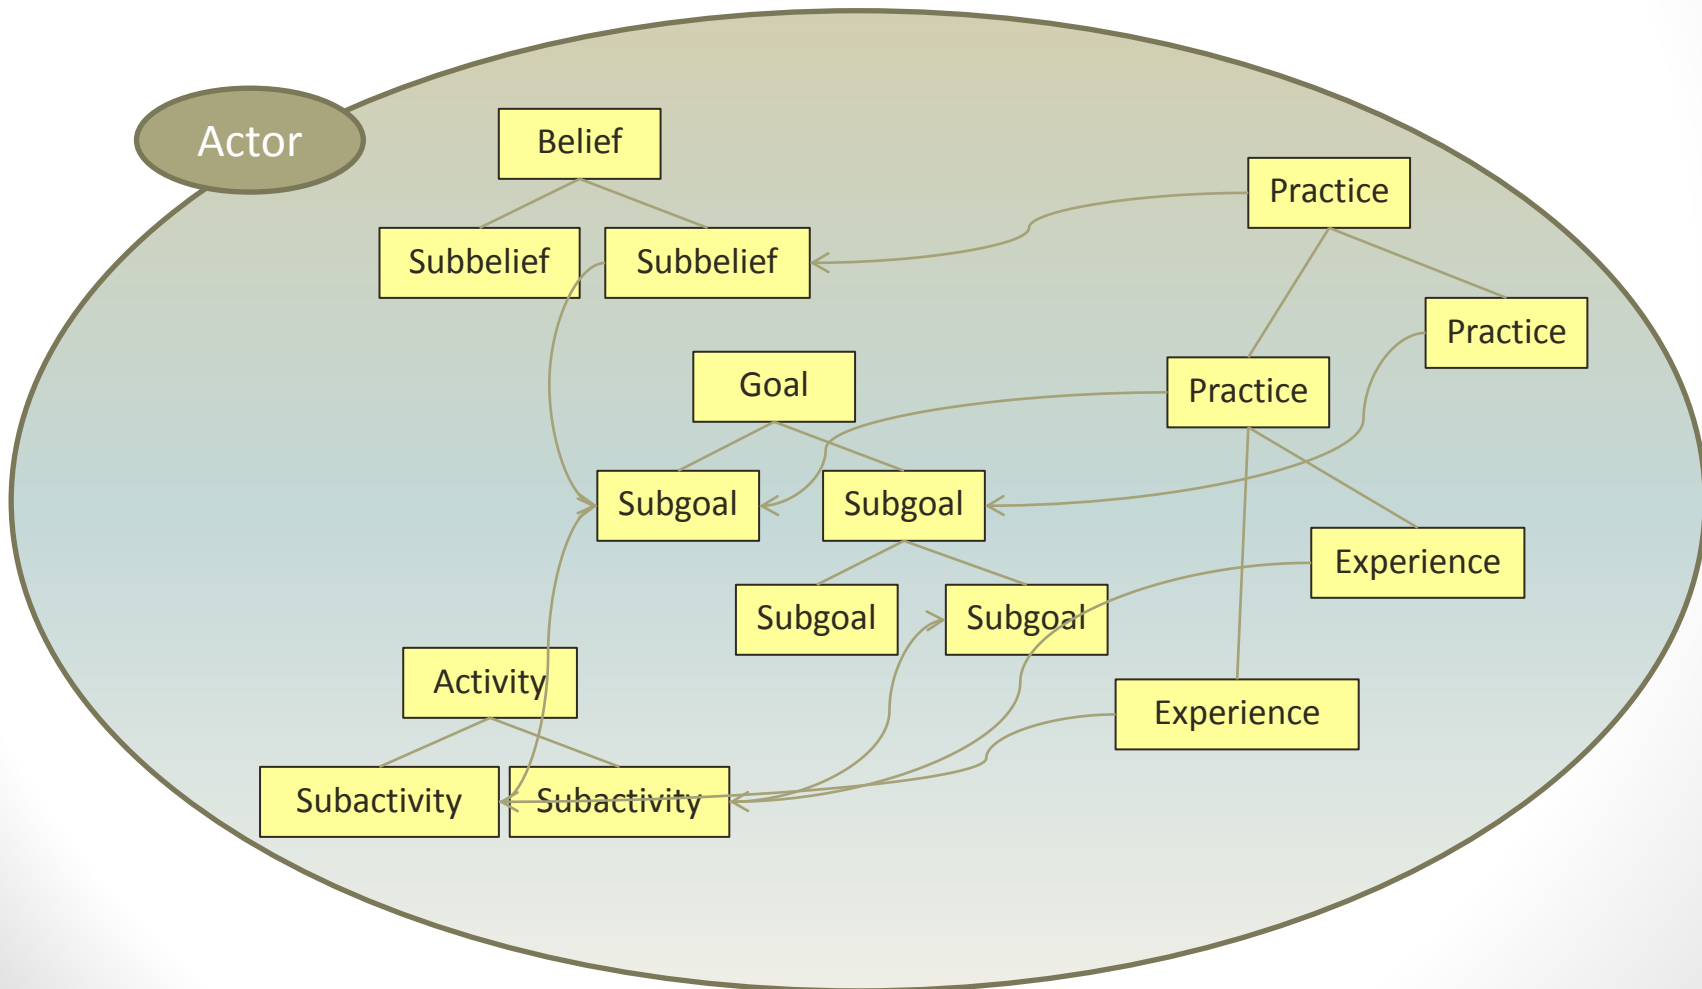 Actor
Belief
Practice
Subbelief
Subbelief
Practice
Goal
Practice
Subgoal
Subgoal
Experience
Subgoal
Subgoal
Activity
Experience
Subactivity
Subactivity